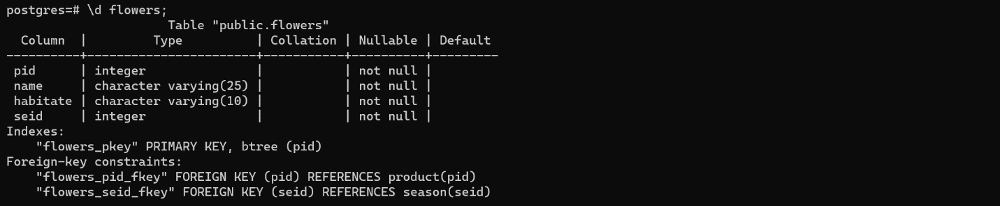 postgres=# \d flowers;
                      Table "public.flowers"
  Column  |         Type          | Collation | Nullable | Default
----------+-----------------------+-----------+----------+---------
 pid      | integer               |           | not null |
 name     | character varying(25) |           | not null |
 habitate | character varying(10) |           | not null |
 seid     | integer               |           | not null |
Indexes:
    "flowers_pkey" PRIMARY KEY, btree (pid)
Foreign-key constraints:
    "flowers_pid_fkey" FOREIGN KEY (pid) REFERENCES product(pid)
    "flowers_seid_fkey" FOREIGN KEY (seid) REFERENCES season(seid)